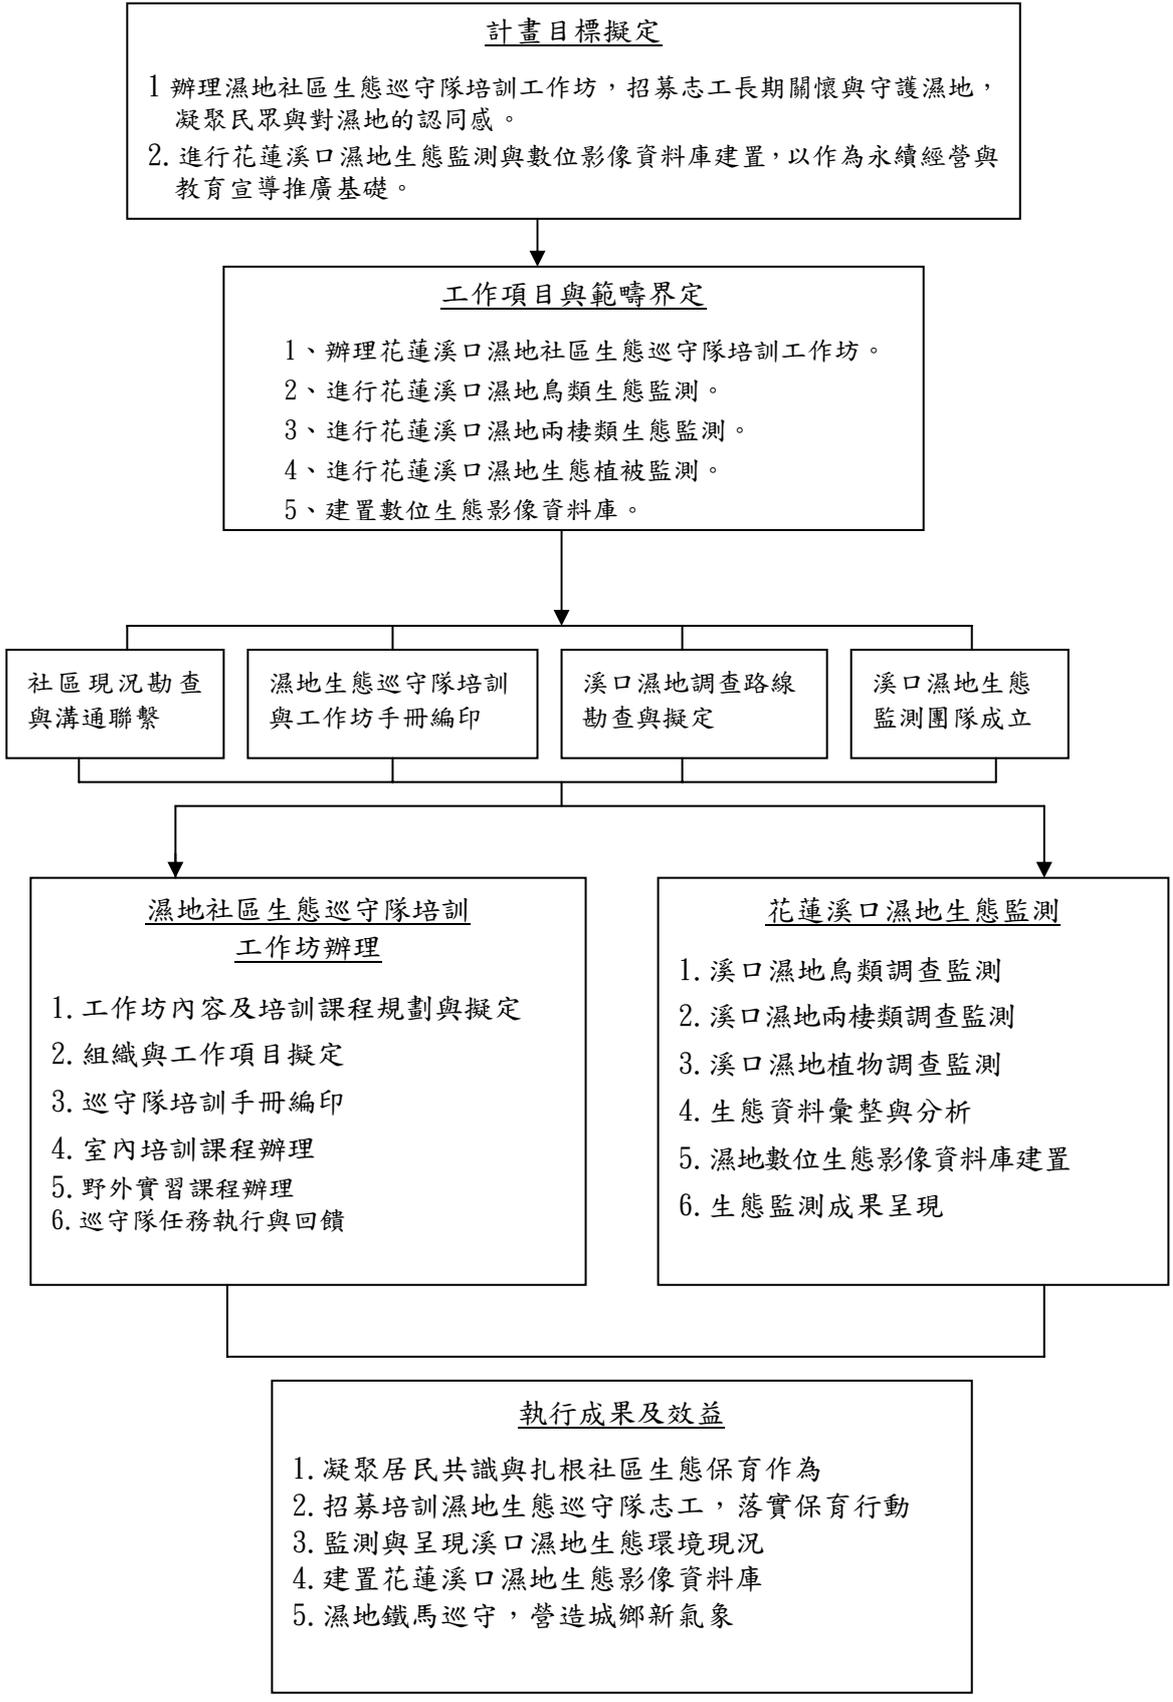 計畫目標擬定
1 辦理濕地社區生態巡守隊培訓工作坊，招募志工長期關懷與守護濕地，
凝聚民眾與對濕地的認同感。
2. 進行花蓮溪口濕地生態監測與數位影像資料庫建置，以作為永續經營與
教育宣導推廣基礎。
工作項目與範疇界定
1、辦理花蓮溪口濕地社區生態巡守隊培訓工作坊。
2、進行花蓮溪口濕地鳥類生態監測。
3、進行花蓮溪口濕地兩棲類生態監測。
4、進行花蓮溪口濕地生態植被監測。
5、建置數位生態影像資料庫。
社區現況勘查
與溝通聯繫
濕地生態巡守隊培訓
與工作坊手冊編印
溪口濕地調查路線
勘查與擬定
溪口濕地生態
監測團隊成立
濕地社區生態巡守隊培訓
工作坊辦理
1. 工作坊內容及培訓課程規劃與擬定
2. 組織與工作項目擬定
3. 巡守隊培訓手冊編印
4. 室內培訓課程辦理
5. 野外實習課程辦理
6. 巡守隊任務執行與回饋
花蓮溪口濕地生態監測
1. 溪口濕地鳥類調查監測
2. 溪口濕地兩棲類調查監測
3. 溪口濕地植物調查監測
4. 生態資料彙整與分析
5. 濕地數位生態影像資料庫建置
6. 生態監測成果呈現
執行成果及效益
1. 凝聚居民共識與扎根社區生態保育作為
2. 招募培訓濕地生態巡守隊志工，落實保育行動
3. 監測與呈現溪口濕地生態環境現況
4. 建置花蓮溪口濕地生態影像資料庫
5. 濕地鐵馬巡守，營造城鄉新氣象